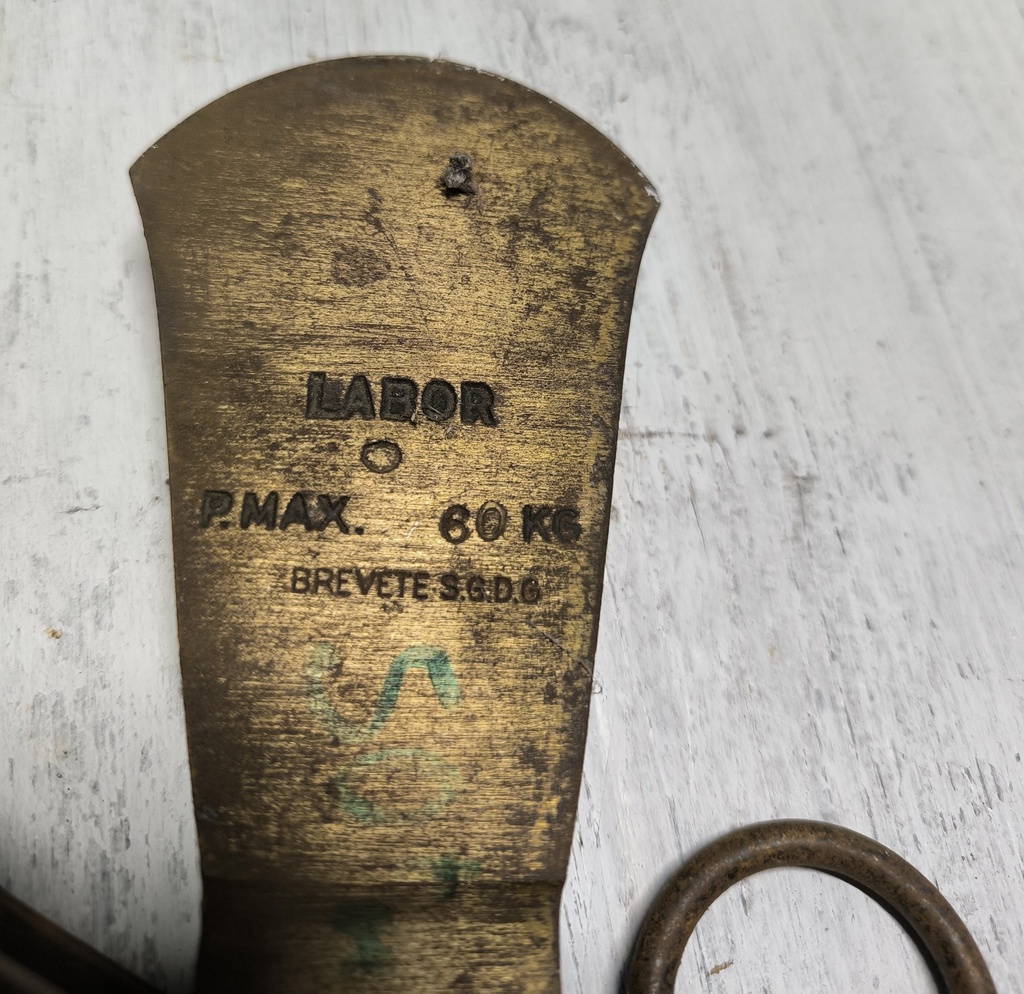 LABOR
P. MAX. 60 KG
BREVETE S.G.D.G